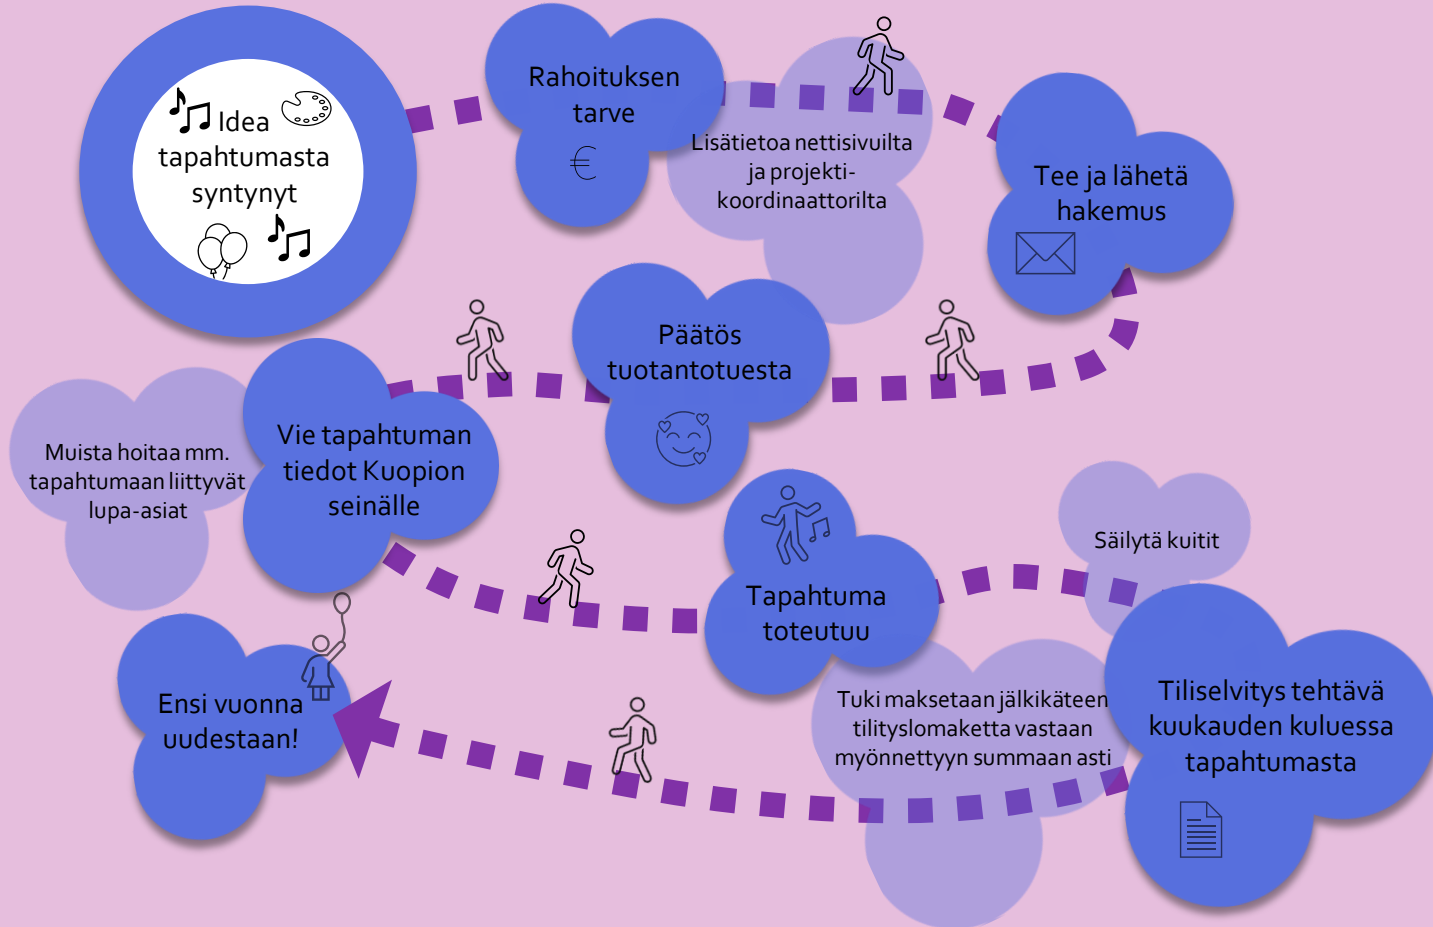 Idea
tapahtumasta
syntynyt
Rahoituksen
tarve
€
Lisätietoa nettisivuilta
ja projekti-
koordinaattorilta
Tee ja lähetä
hakemus
Päätös
tuotantotuesta
Vie tapahtuman
tiedot Kuopion
seinälle
Muista hoitaa mm.
tapahtumaan liittyvät
lupa-asiat
Tapahtuma
toteutuu
Säilytä kuitit
Tiliselvitys tehtävä
kuukauden kuluessa
tapahtumasta
Tuki maksetaan jälkikäteen
tilityslomaketta vastaan
myönnettyyn summaan asti
Ensi vuonna
uudestaan!